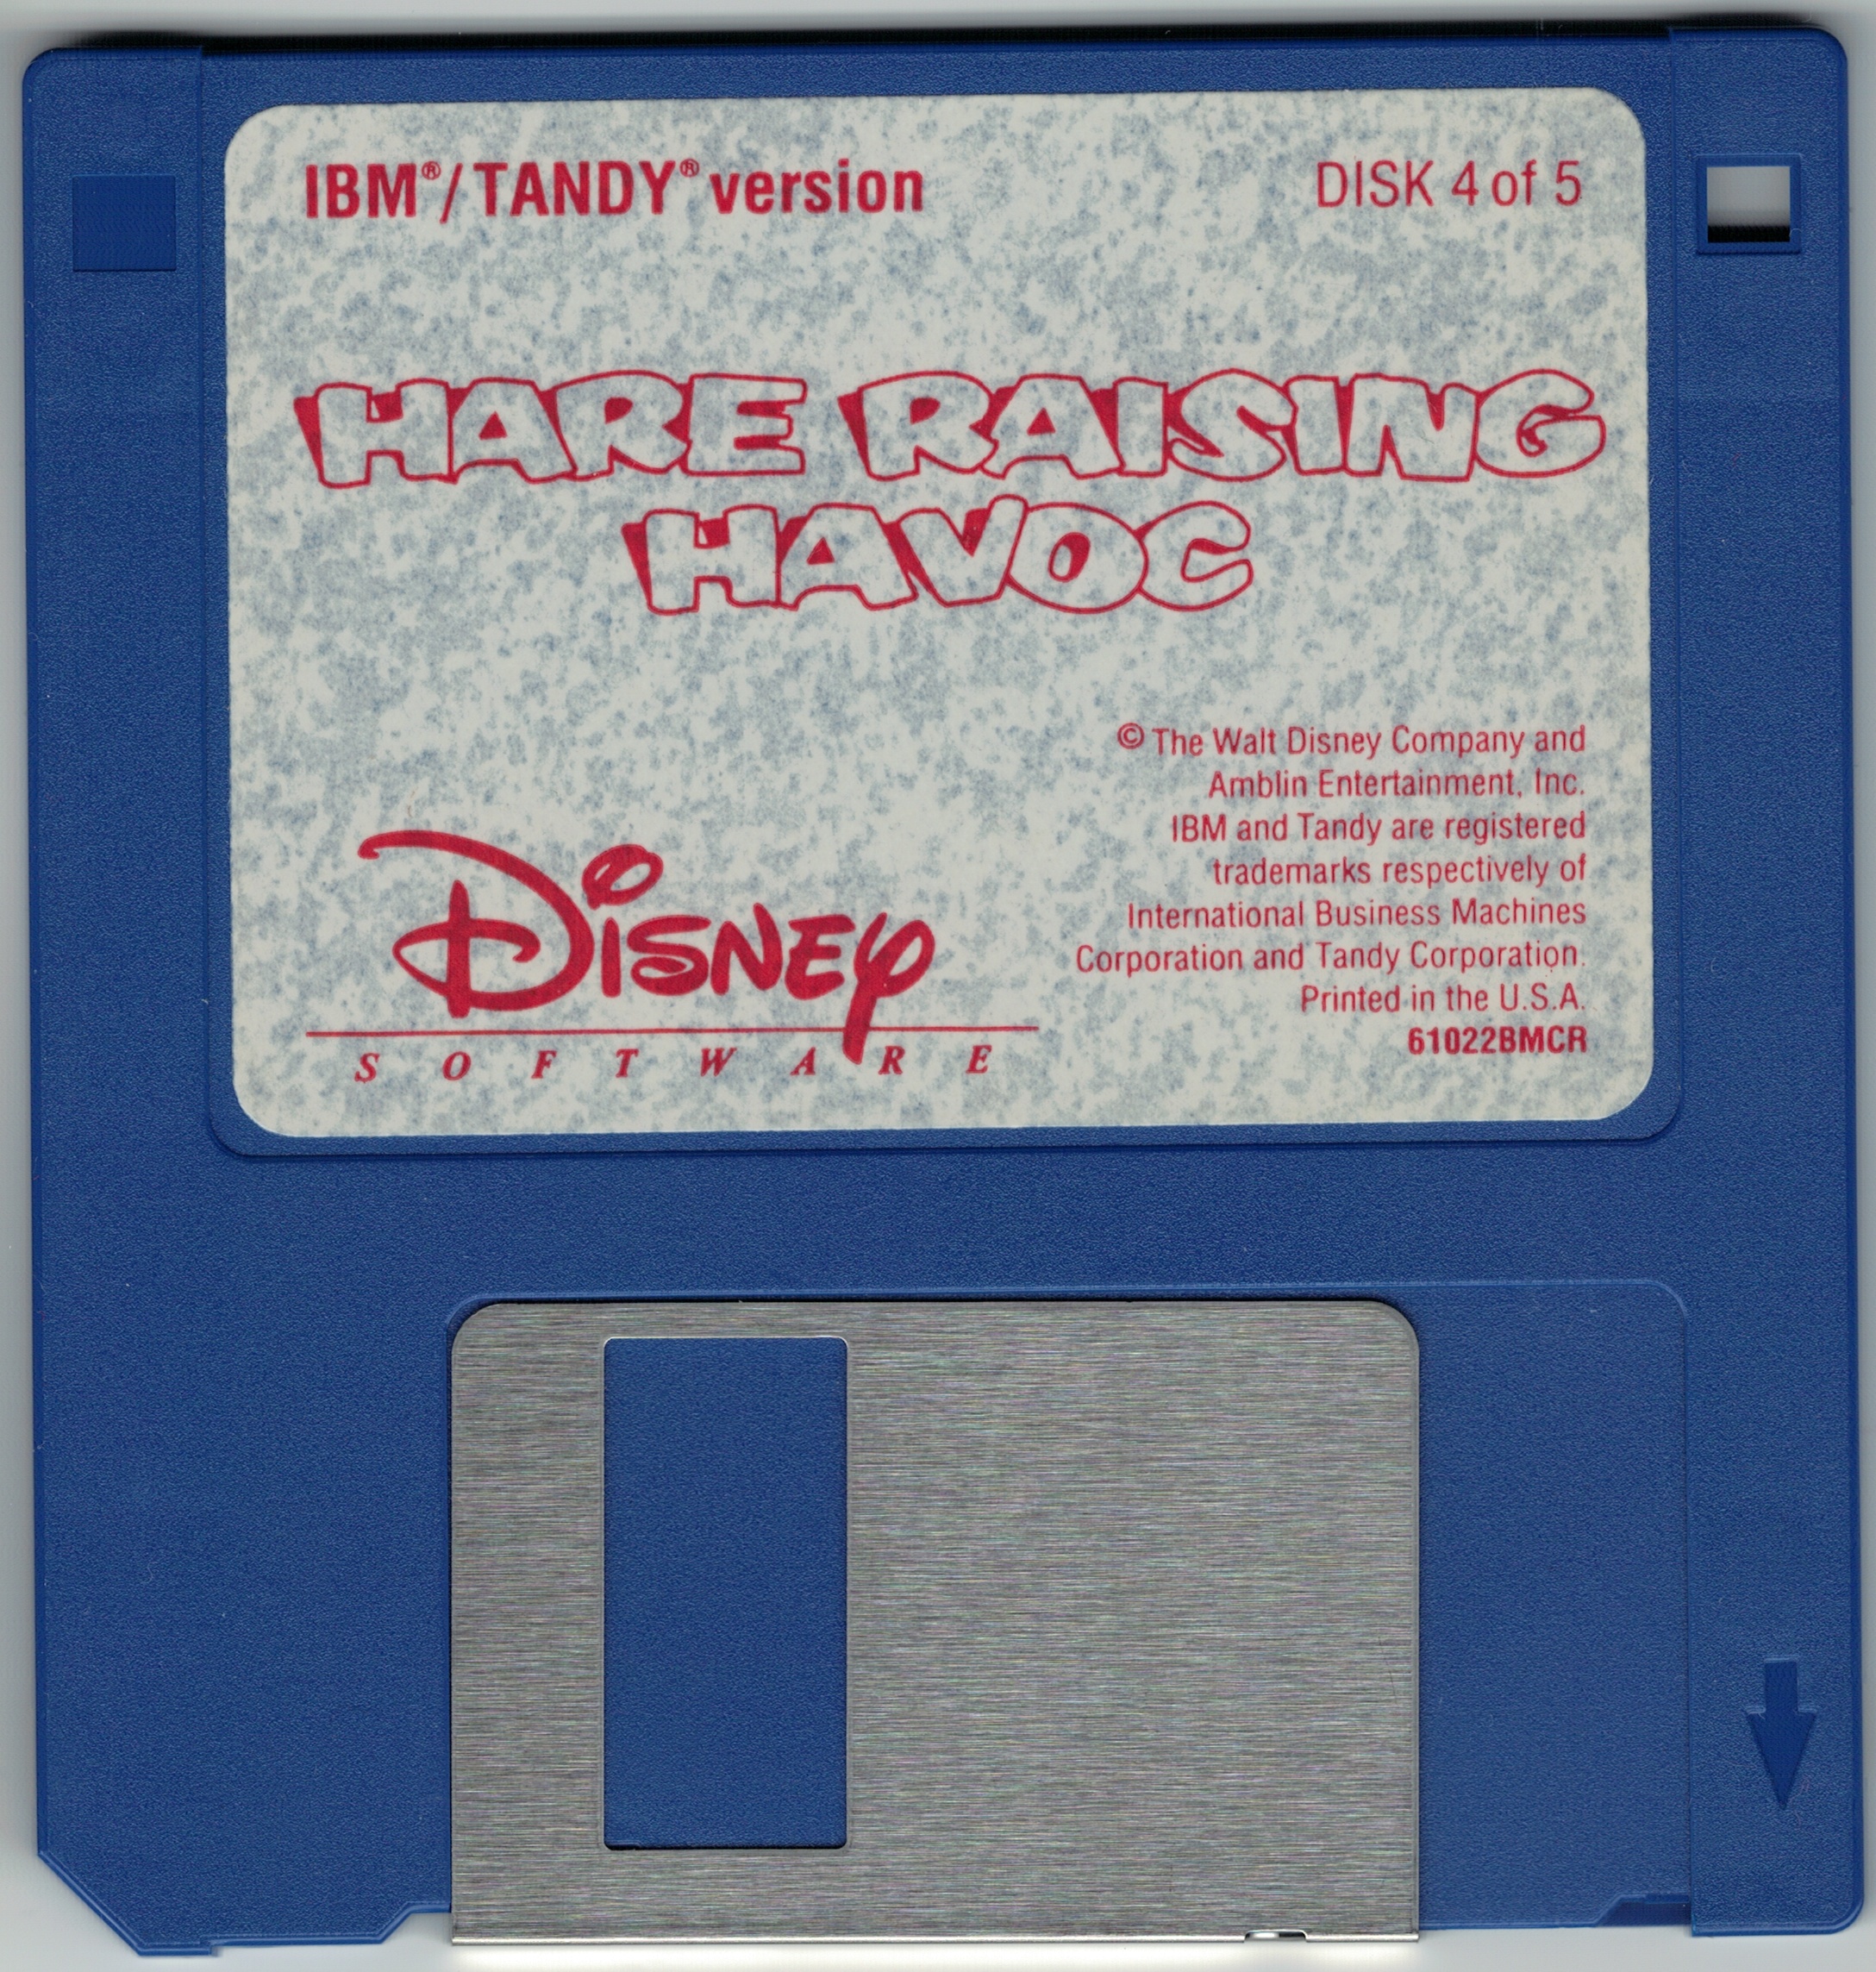 IBM®/TANDY® version
DISK 4 of 5
HARE RAISING
HAVOC
© The Walt Disney Company and
Amblin Entertainment, Inc.
IBM and Tandy are registered
trademarks respectively of
International Business Machines
Corporation and Tandy Corporation.
Printed in the U.S.A.
61022BMCR
Disney
SOFTWARE